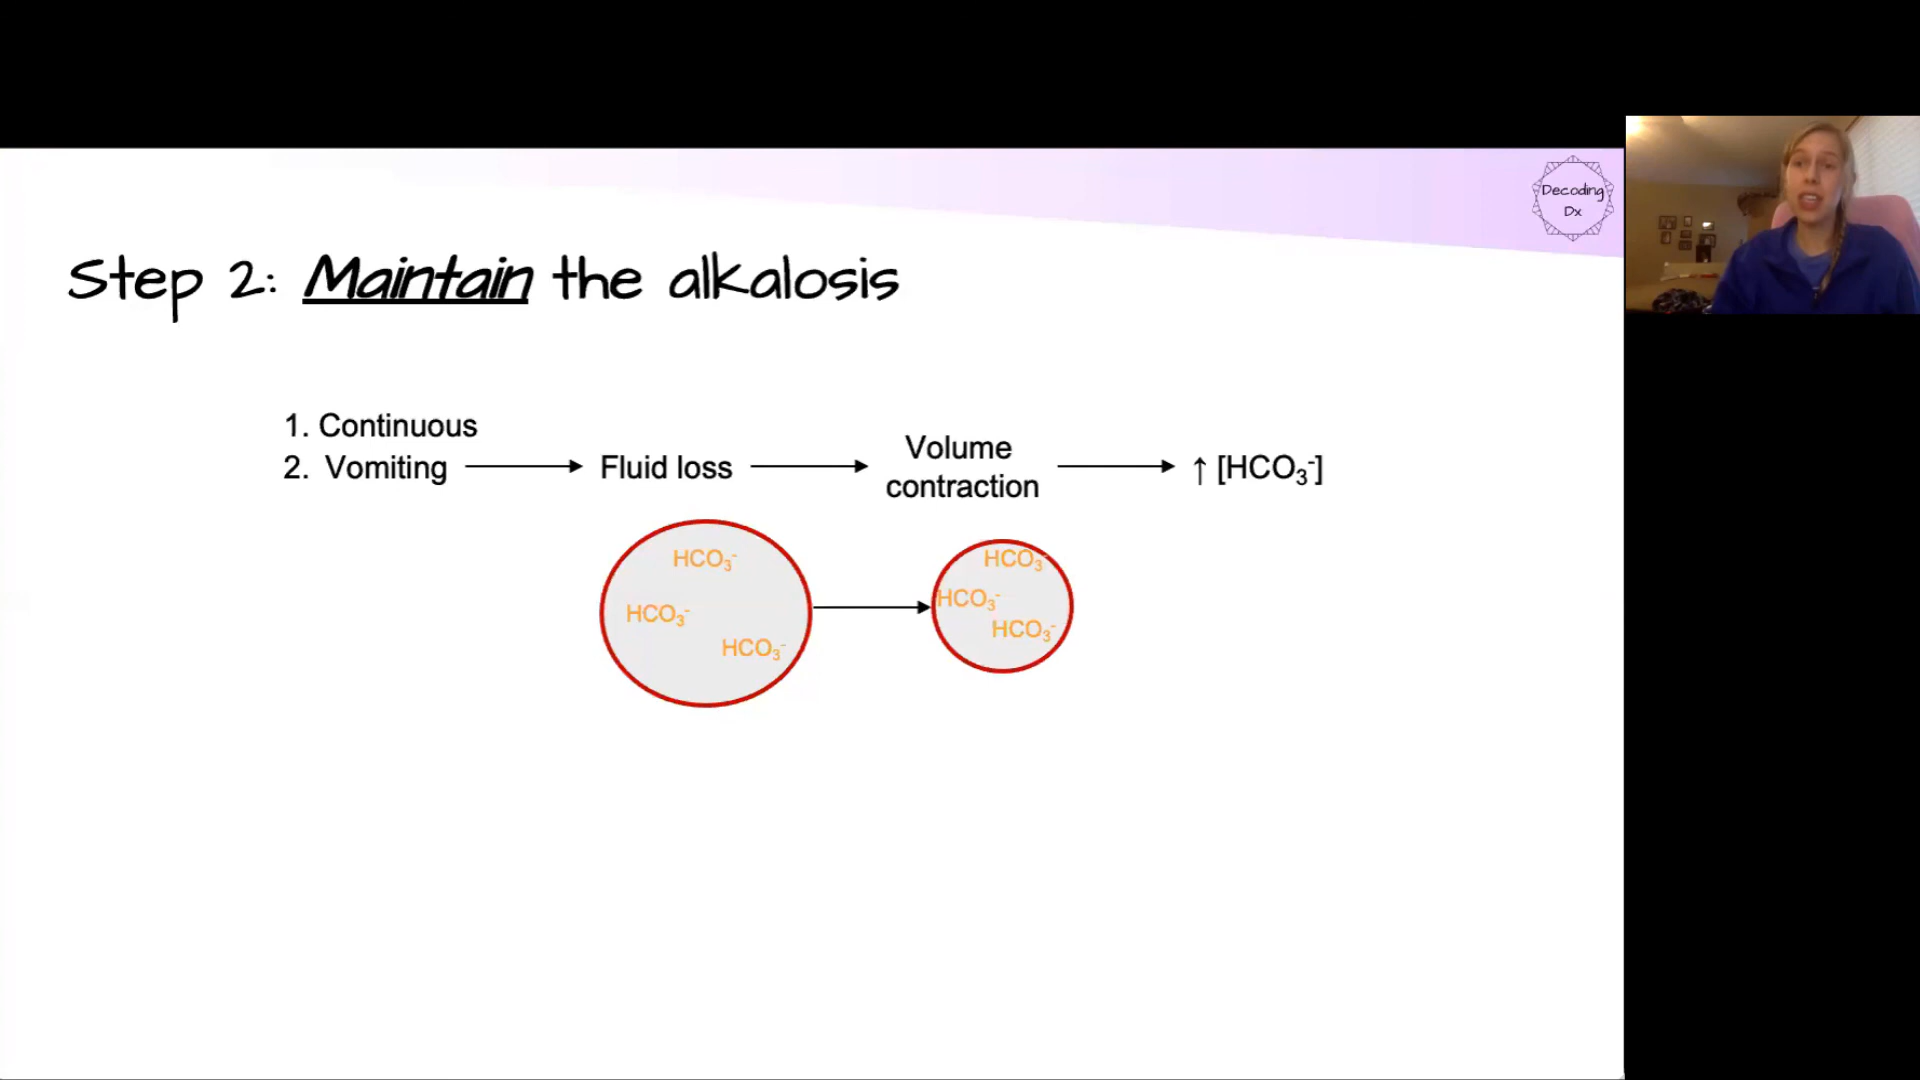 Decoding
Dx
Step 2: Maintain the alkalosis
1. Continuous
2. Vomiting
Fluid loss
Volume
contraction
↑ [HCO₃⁻]
HCO₃⁻
HCO₃⁻
HCO₃⁻
HCO₃⁻
HCO₃⁻
HCO₃⁻